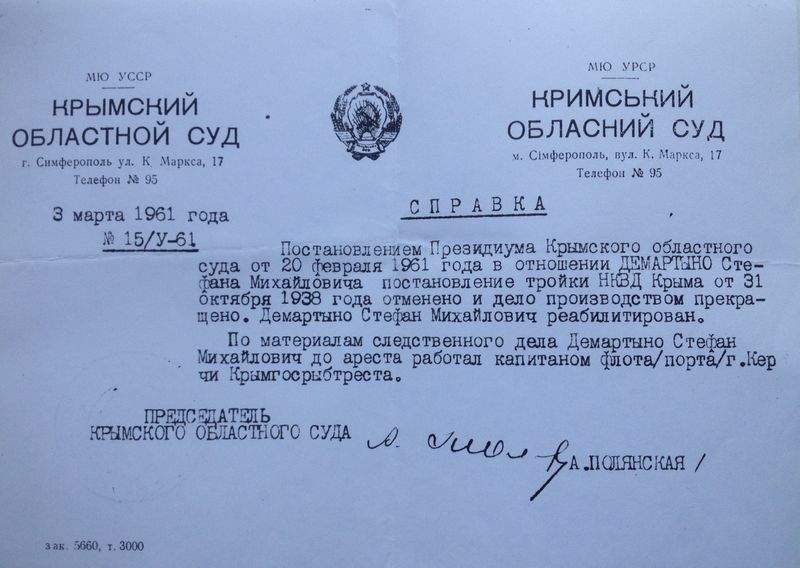 МЮ УССР
КРЫМСКИЙ
ОБЛАСТНОЙ СУД
г. Симферополь ул. К. Маркса, 17
Телефон № 95
МЮ УРСР
КРИМСЬКИЙ
ОБЛАСНИЙ СУД
м. Сімферополь, вул. К. Маркса, 17
Телефон № 95
3 марта 1961 года
№ 15/У-61
СПРАВКА
Постановлением Президиума Крымского областного
суда от 20 февраля 1961 года в отношении ДЕМАРТЫНО Сте-
фана Михайловича постановление тройки НКВД Крыма от 31
октября 1938 года отменено и дело производством прекра-
щено. Демартыно Стефан Михайлович реабилитирован.
По материалам следственного дела Демартыно Стефан
Михайлович до ареста работал капитаном флота/порта/г.Кер
чи Крымгосрыбтреста.
ПРЕДСЕДАТЕЛЬ
КРЫМСКОГО ОБЛАСТНОГО СУДА
А.ПОЛЯНСКАЯ/
зак. 5660, т. 3000